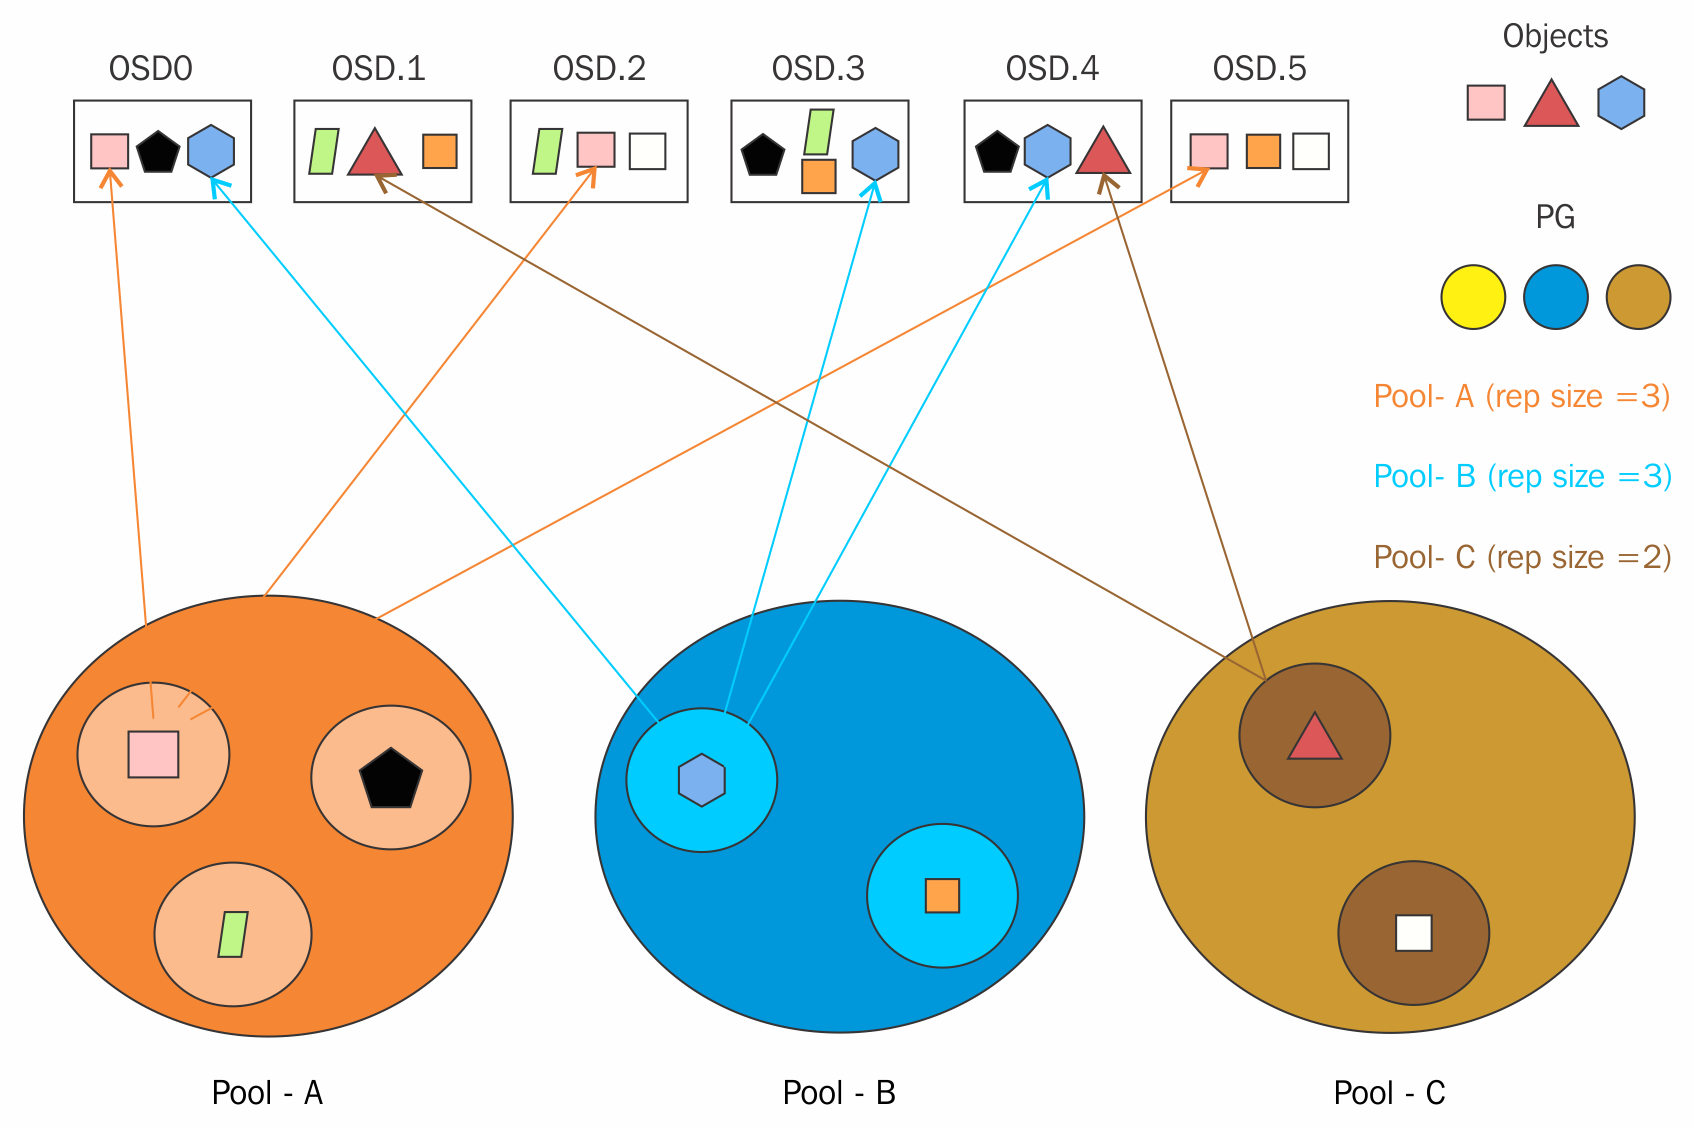 OSD0
OSD.1
OSD.2
OSD.3
OSD.4
OSD.5
Objects
PG
Pool- A (rep size =3)
Pool- B (rep size =3)
Pool- C (rep size =2)
Pool - A
Pool - B
Pool - C